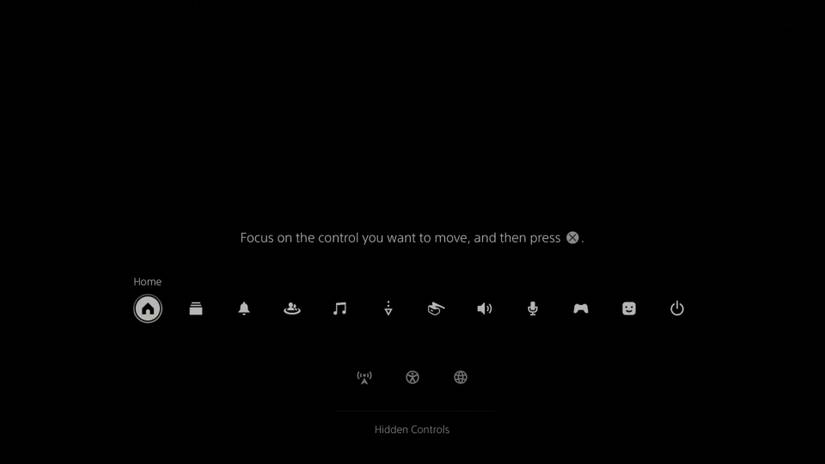 Focus on the control you want to move, and then press ⊗.
Home
Hidden Controls